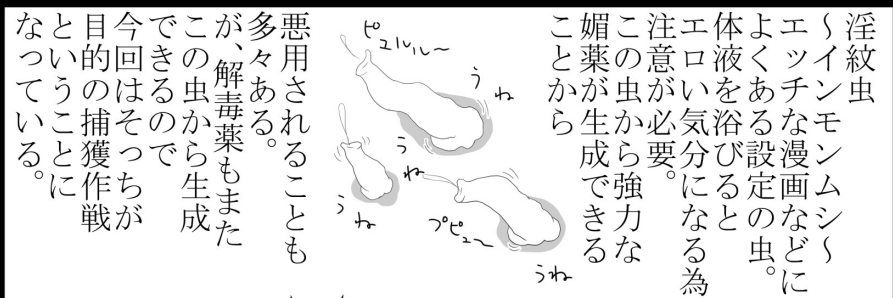 淫紋虫
～インモンムシ～
エッチな漫画などに
よくある設定の虫。
体液を浴びると
エロい気分になる為
注意が必要。
この虫から強力な
媚薬が生成できる
ことから
ピュルル～
うね
うね
うね
プピュ～
うね
悪用されることも
多々ある。
が、解毒薬もまた
この虫から生成
できるので
今回はそっちが
目的の捕獲作戦
ということに
なっている。